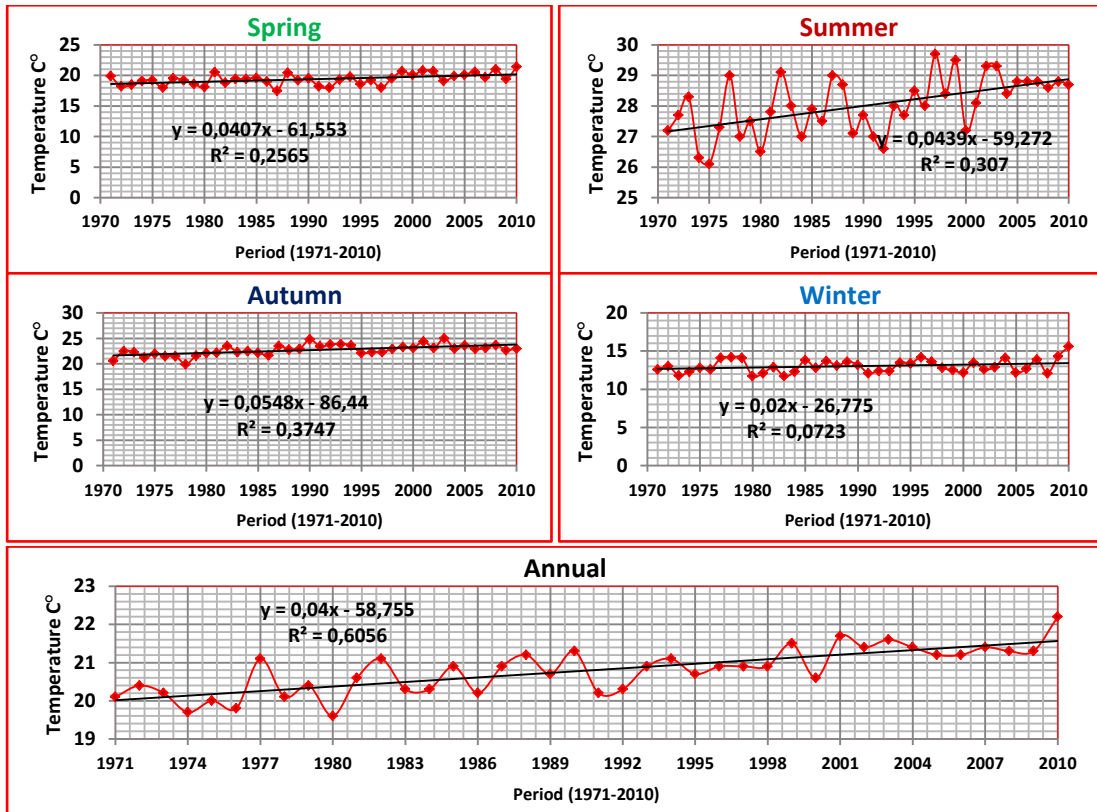 Spring
Temperature C°
25
20
15
10
5
0
y = 0,0407x - 61,553
R² = 0,2565
1970 1975 1980 1985 1990 1995 2000 2005 2010
Period (1971-2010)
Summer
Temperature C°
30
29
28
27
26
25
y = 0,0439x - 59,272
R² = 0,307
1970 1975 1980 1985 1990 1995 2000 2005 2010
Period (1971-2010)
Autumn
Temperature C°
30
25
20
15
10
5
0
y = 0,0548x - 86,44
R² = 0,3747
1970 1975 1980 1985 1990 1995 2000 2005 2010
Period (1971-2010)
Winter
Temperature C°
20
15
10
5
0
y = 0,02x - 26,775
R² = 0,0723
1970 1975 1980 1985 1990 1995 2000 2005 2010
Period (1971-2010)
Annual
Temperature C°
23
22
21
20
19
y = 0,04x - 58,755
R² = 0,6056
1971 1974 1977 1980 1983 1986 1989 1992 1995 1998 2001 2004 2007 2010
Period (1971-2010)